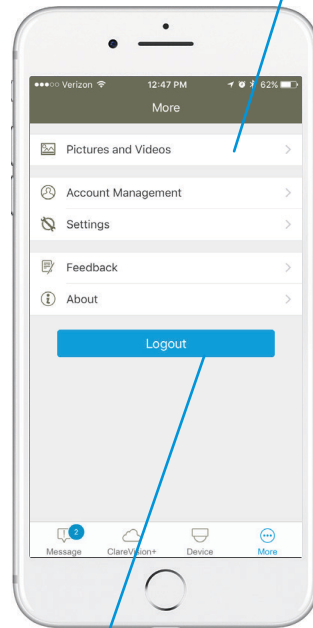 Verizon 12:47 PM 62%
More
Pictures and Videos
Account Management
Settings
Feedback
About
Logout
2
Message ClareVision+ Device More